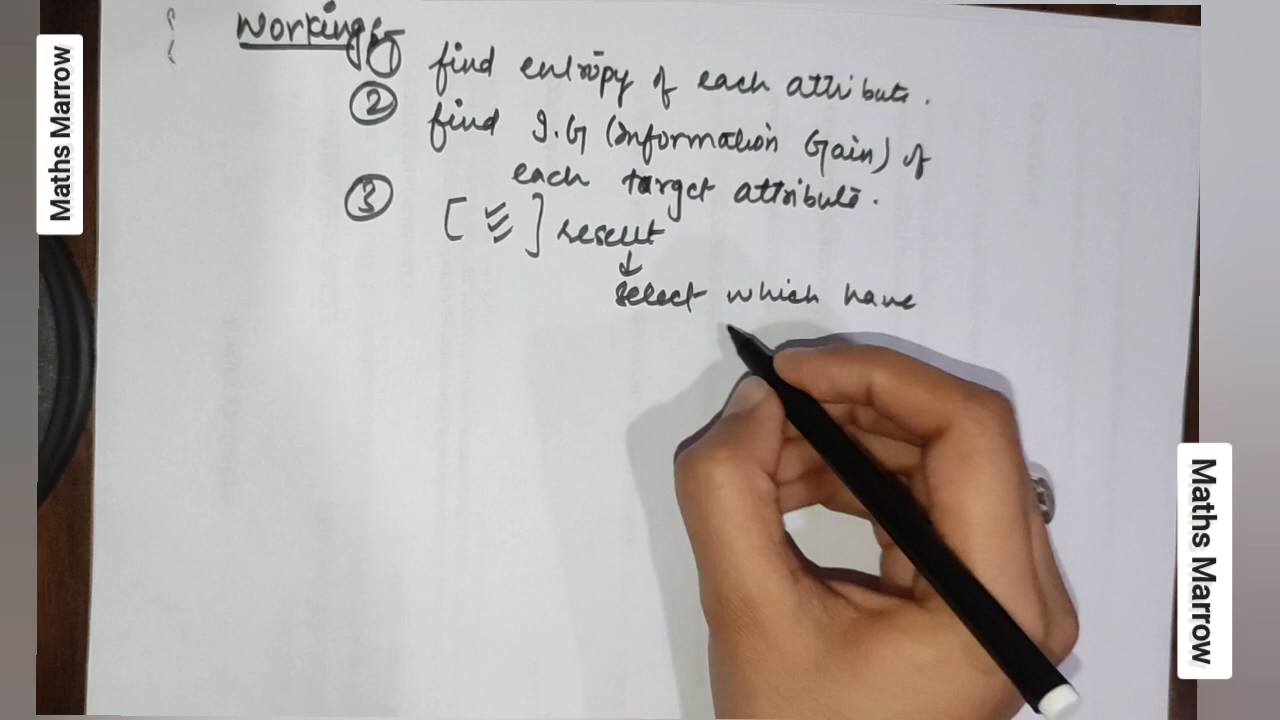 Maths Marrow
Working
① find entropy of each attribute.
② find I.G (Information Gain) of
each target attribute.
③ [ ] result
↓
select which have
Maths Marrow